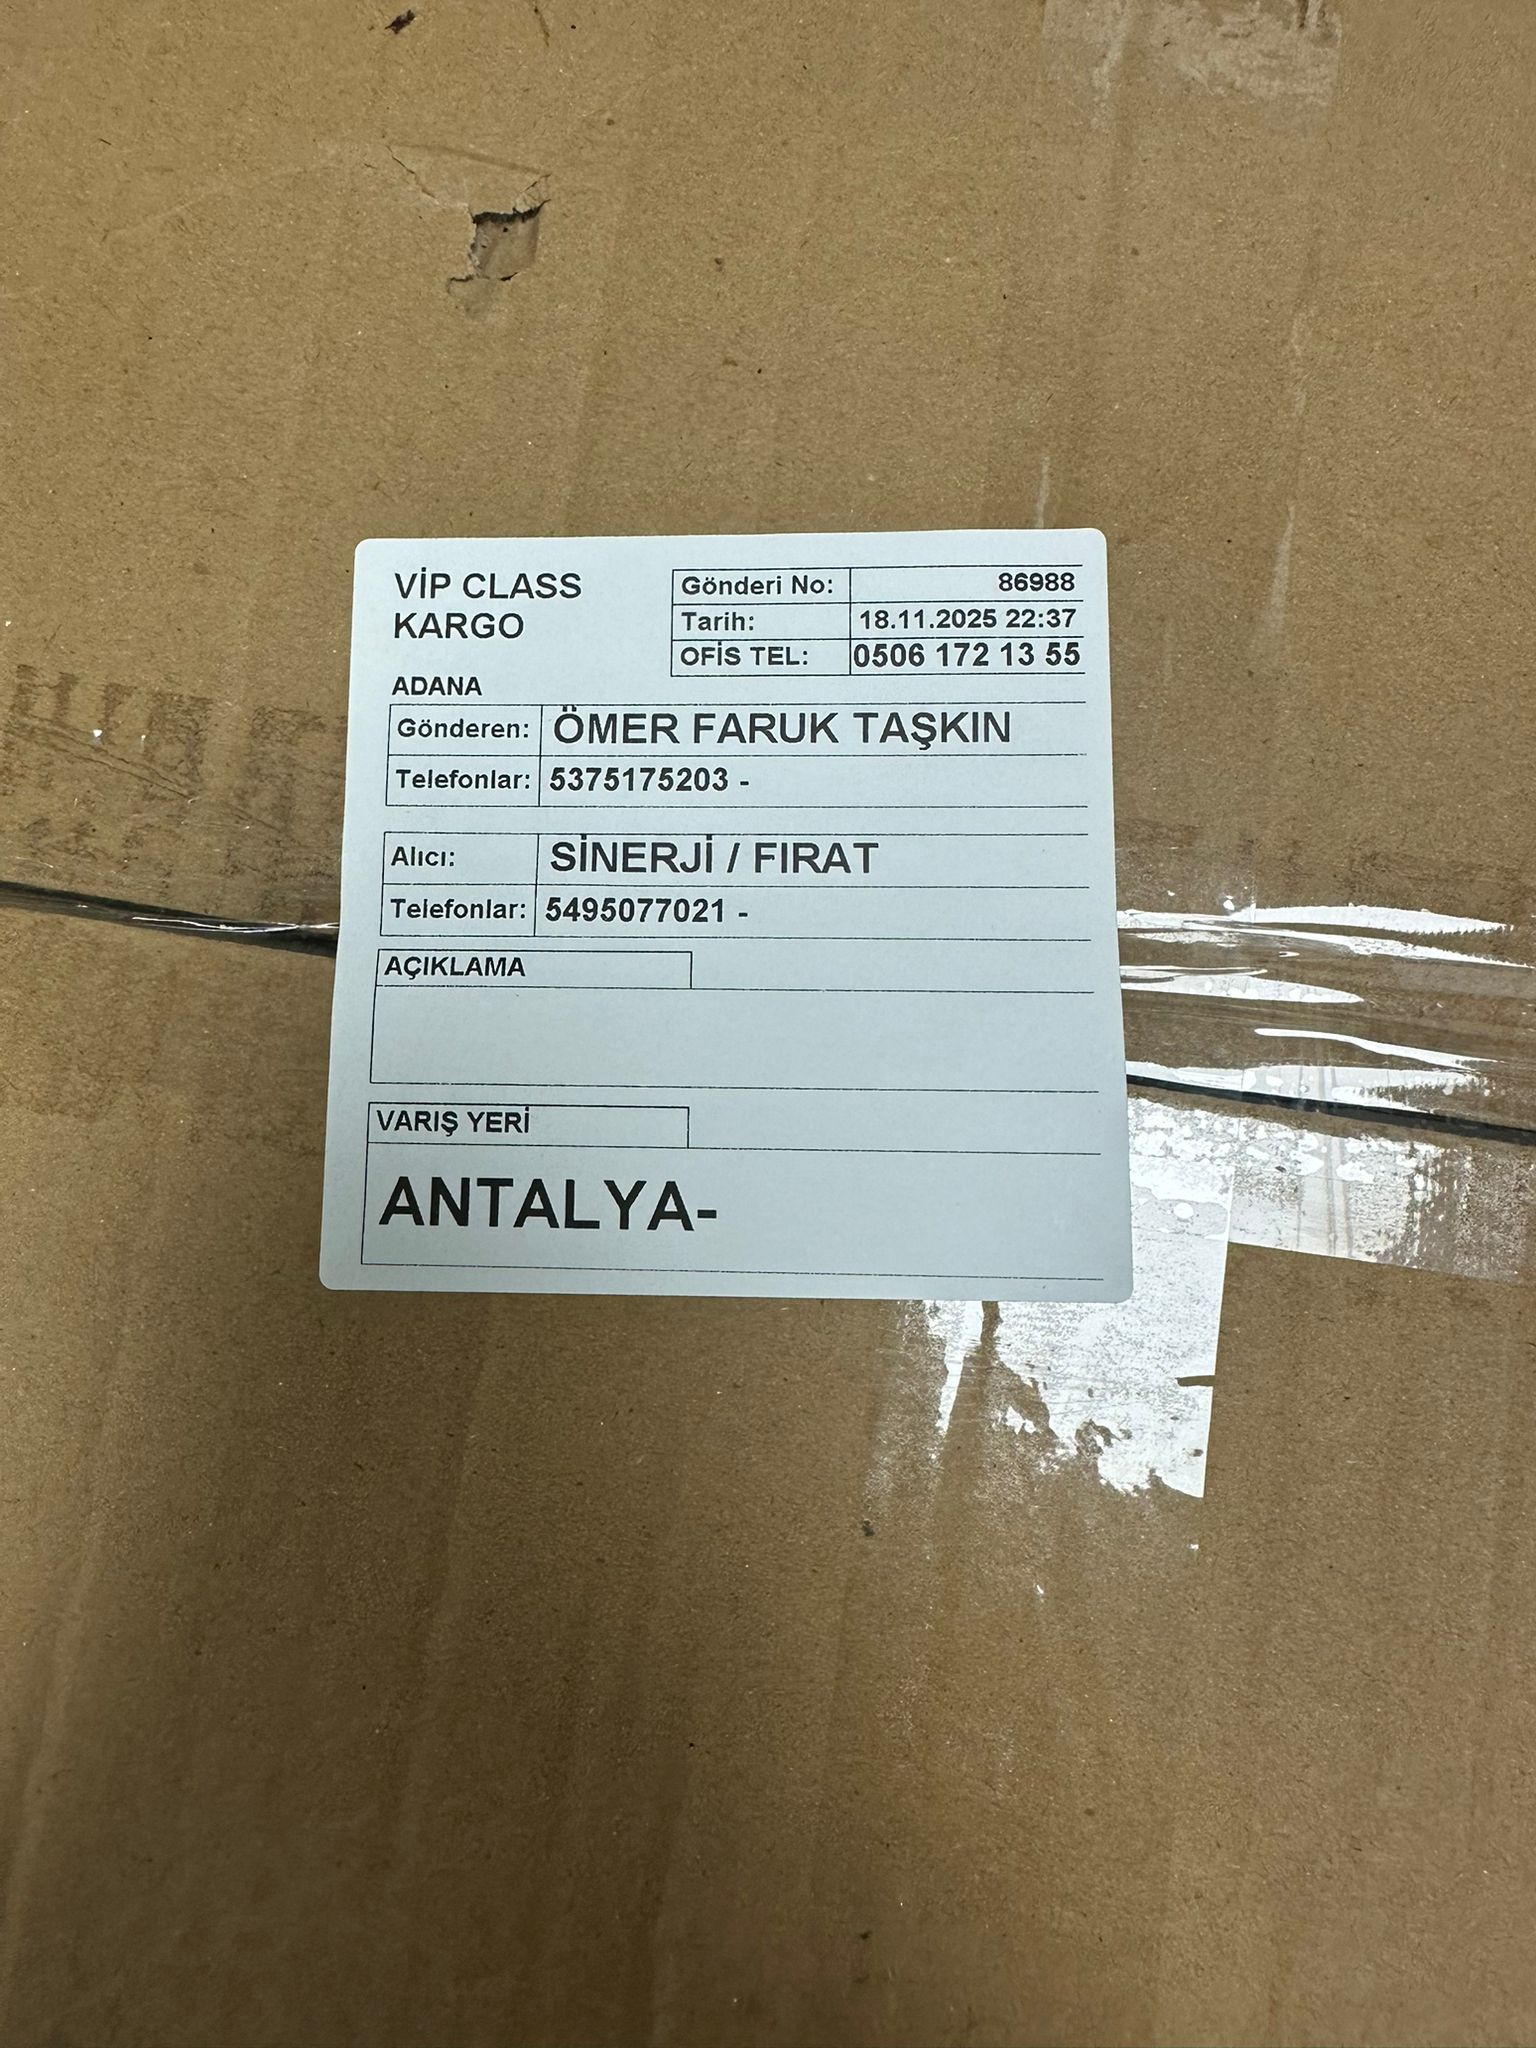 VİP CLASS
KARGO
Gönderi No: 86988
Tarih: 18.11.2025 22:37
OFİS TEL: 0506 172 13 55
ADANA
Gönderen: ÖMER FARUK TAŞKIN
Telefonlar: 5375175203 -
Alıcı: SİNERJİ / FIRAT
Telefonlar: 5495077021 -
AÇIKLAMA
VARIŞ YERİ
ANTALYA-